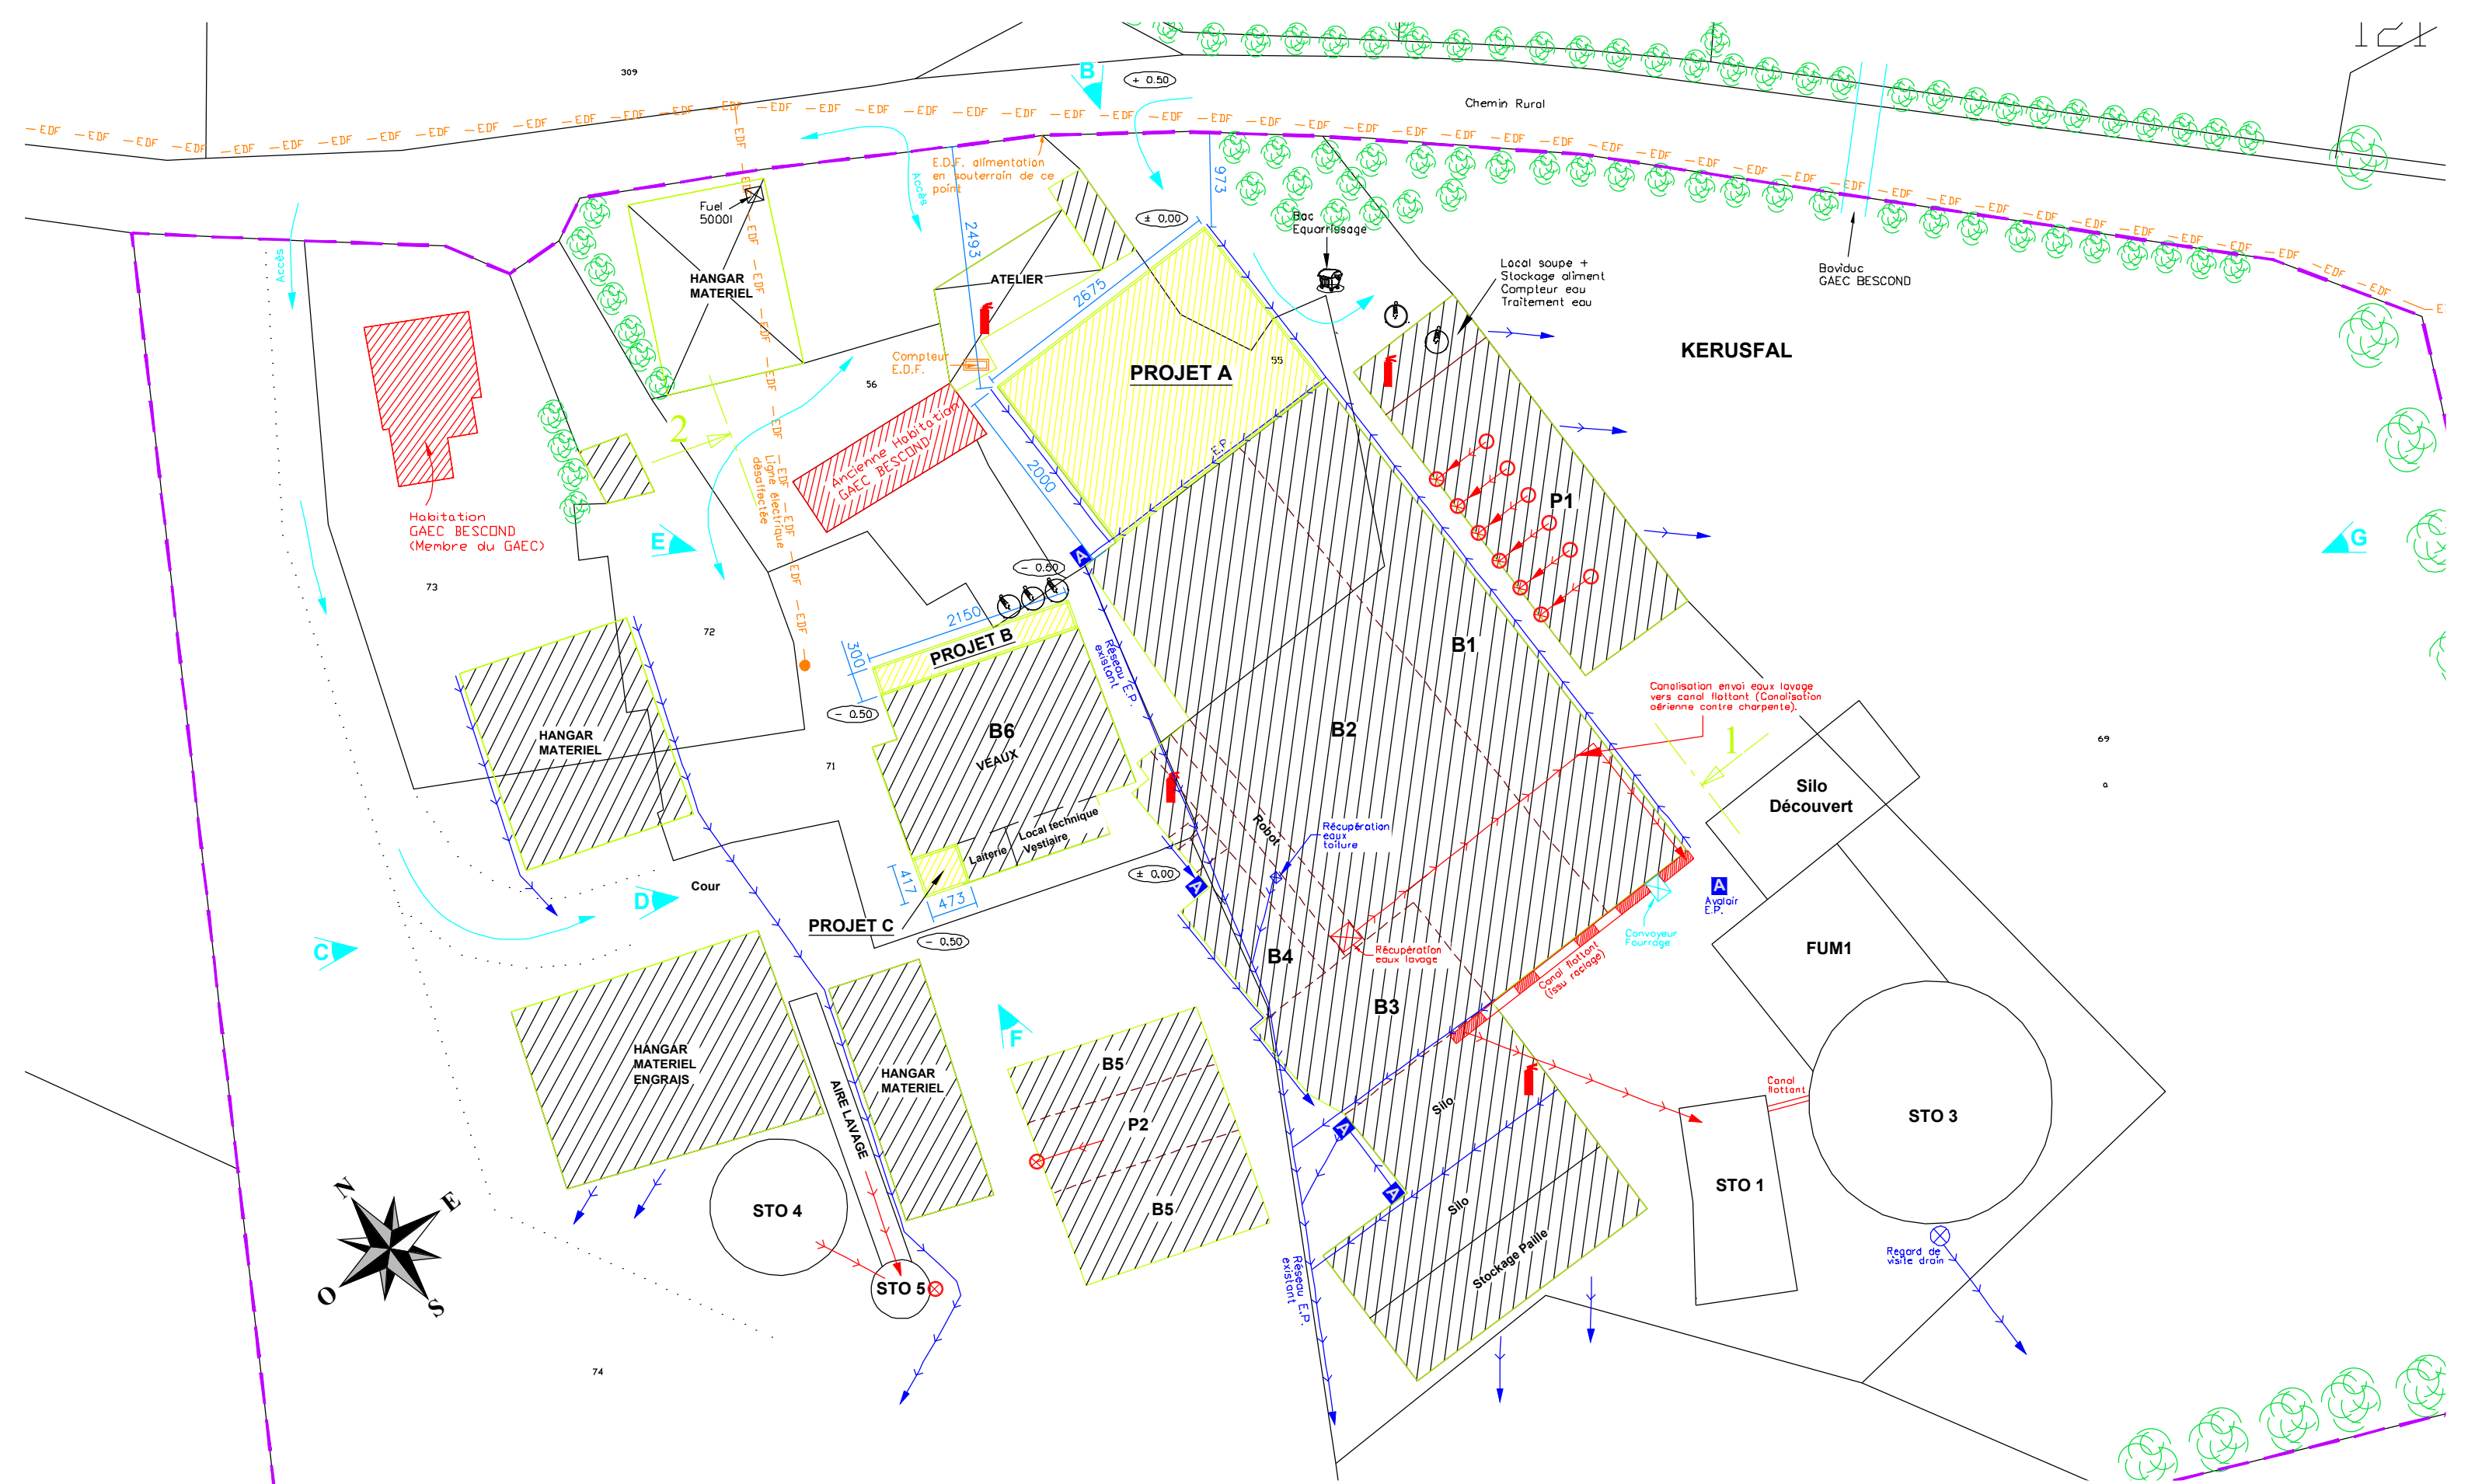 121
309
B
+ 0.50
Chemin Rural
EDF
E.D.F. alimentation
en souterrain de ce
point
Accès
973
Fuel
5000l
± 0.00
Bac
Equarrissage
2493
Accès
HANGAR
MATERIEL
ATELIER
2675
Local soupe +
Stockage aliment
Compteur eau
Traitement eau
Boviduc
GAEC BESCOND
KERUSFAL
Compteur
E.D.F.
56
PROJET A
55
2
Ancienne Habitation
GAEC BESCOND
Ligne électrique
désaffectée
2000
E.P.
P1
Habitation
GAEC BESCOND
(Membre du GAEC)
E
G
A
- 0.50
73
72
2150
PROJET B
300
Réseau E.P.
existant
B1
- 0.50
Canalisation envoi eaux lavage
vers canal flottant (Canalisation
aérienne contre charpente).
HANGAR
MATERIEL
B6
VEAUX
B2
1
69
a
71
Silo
Découvert
Local technique
Vestiaire
Laiterie
Robot
Récupération
eaux
toiture
417
473
± 0.00
A
Cour
D
A
Avaloir
E.P.
PROJET C
- 0.50
C
Convoyeur
Fourrage
FUM1
B4
Récupération
eaux lavage
Canal flottant
(issu raclage)
B3
F
HANGAR
MATERIEL
ENGRAIS
HANGAR
MATERIEL
AIRE LAVAGE
B5
P2
B5
Silo
A
Canal
flottant
STO 3
STO 1
N
E
O
S
STO 4
A
Silo
Stockage Paille
STO 5
Réseau E.P.
existant
Regard de
visite drain
74